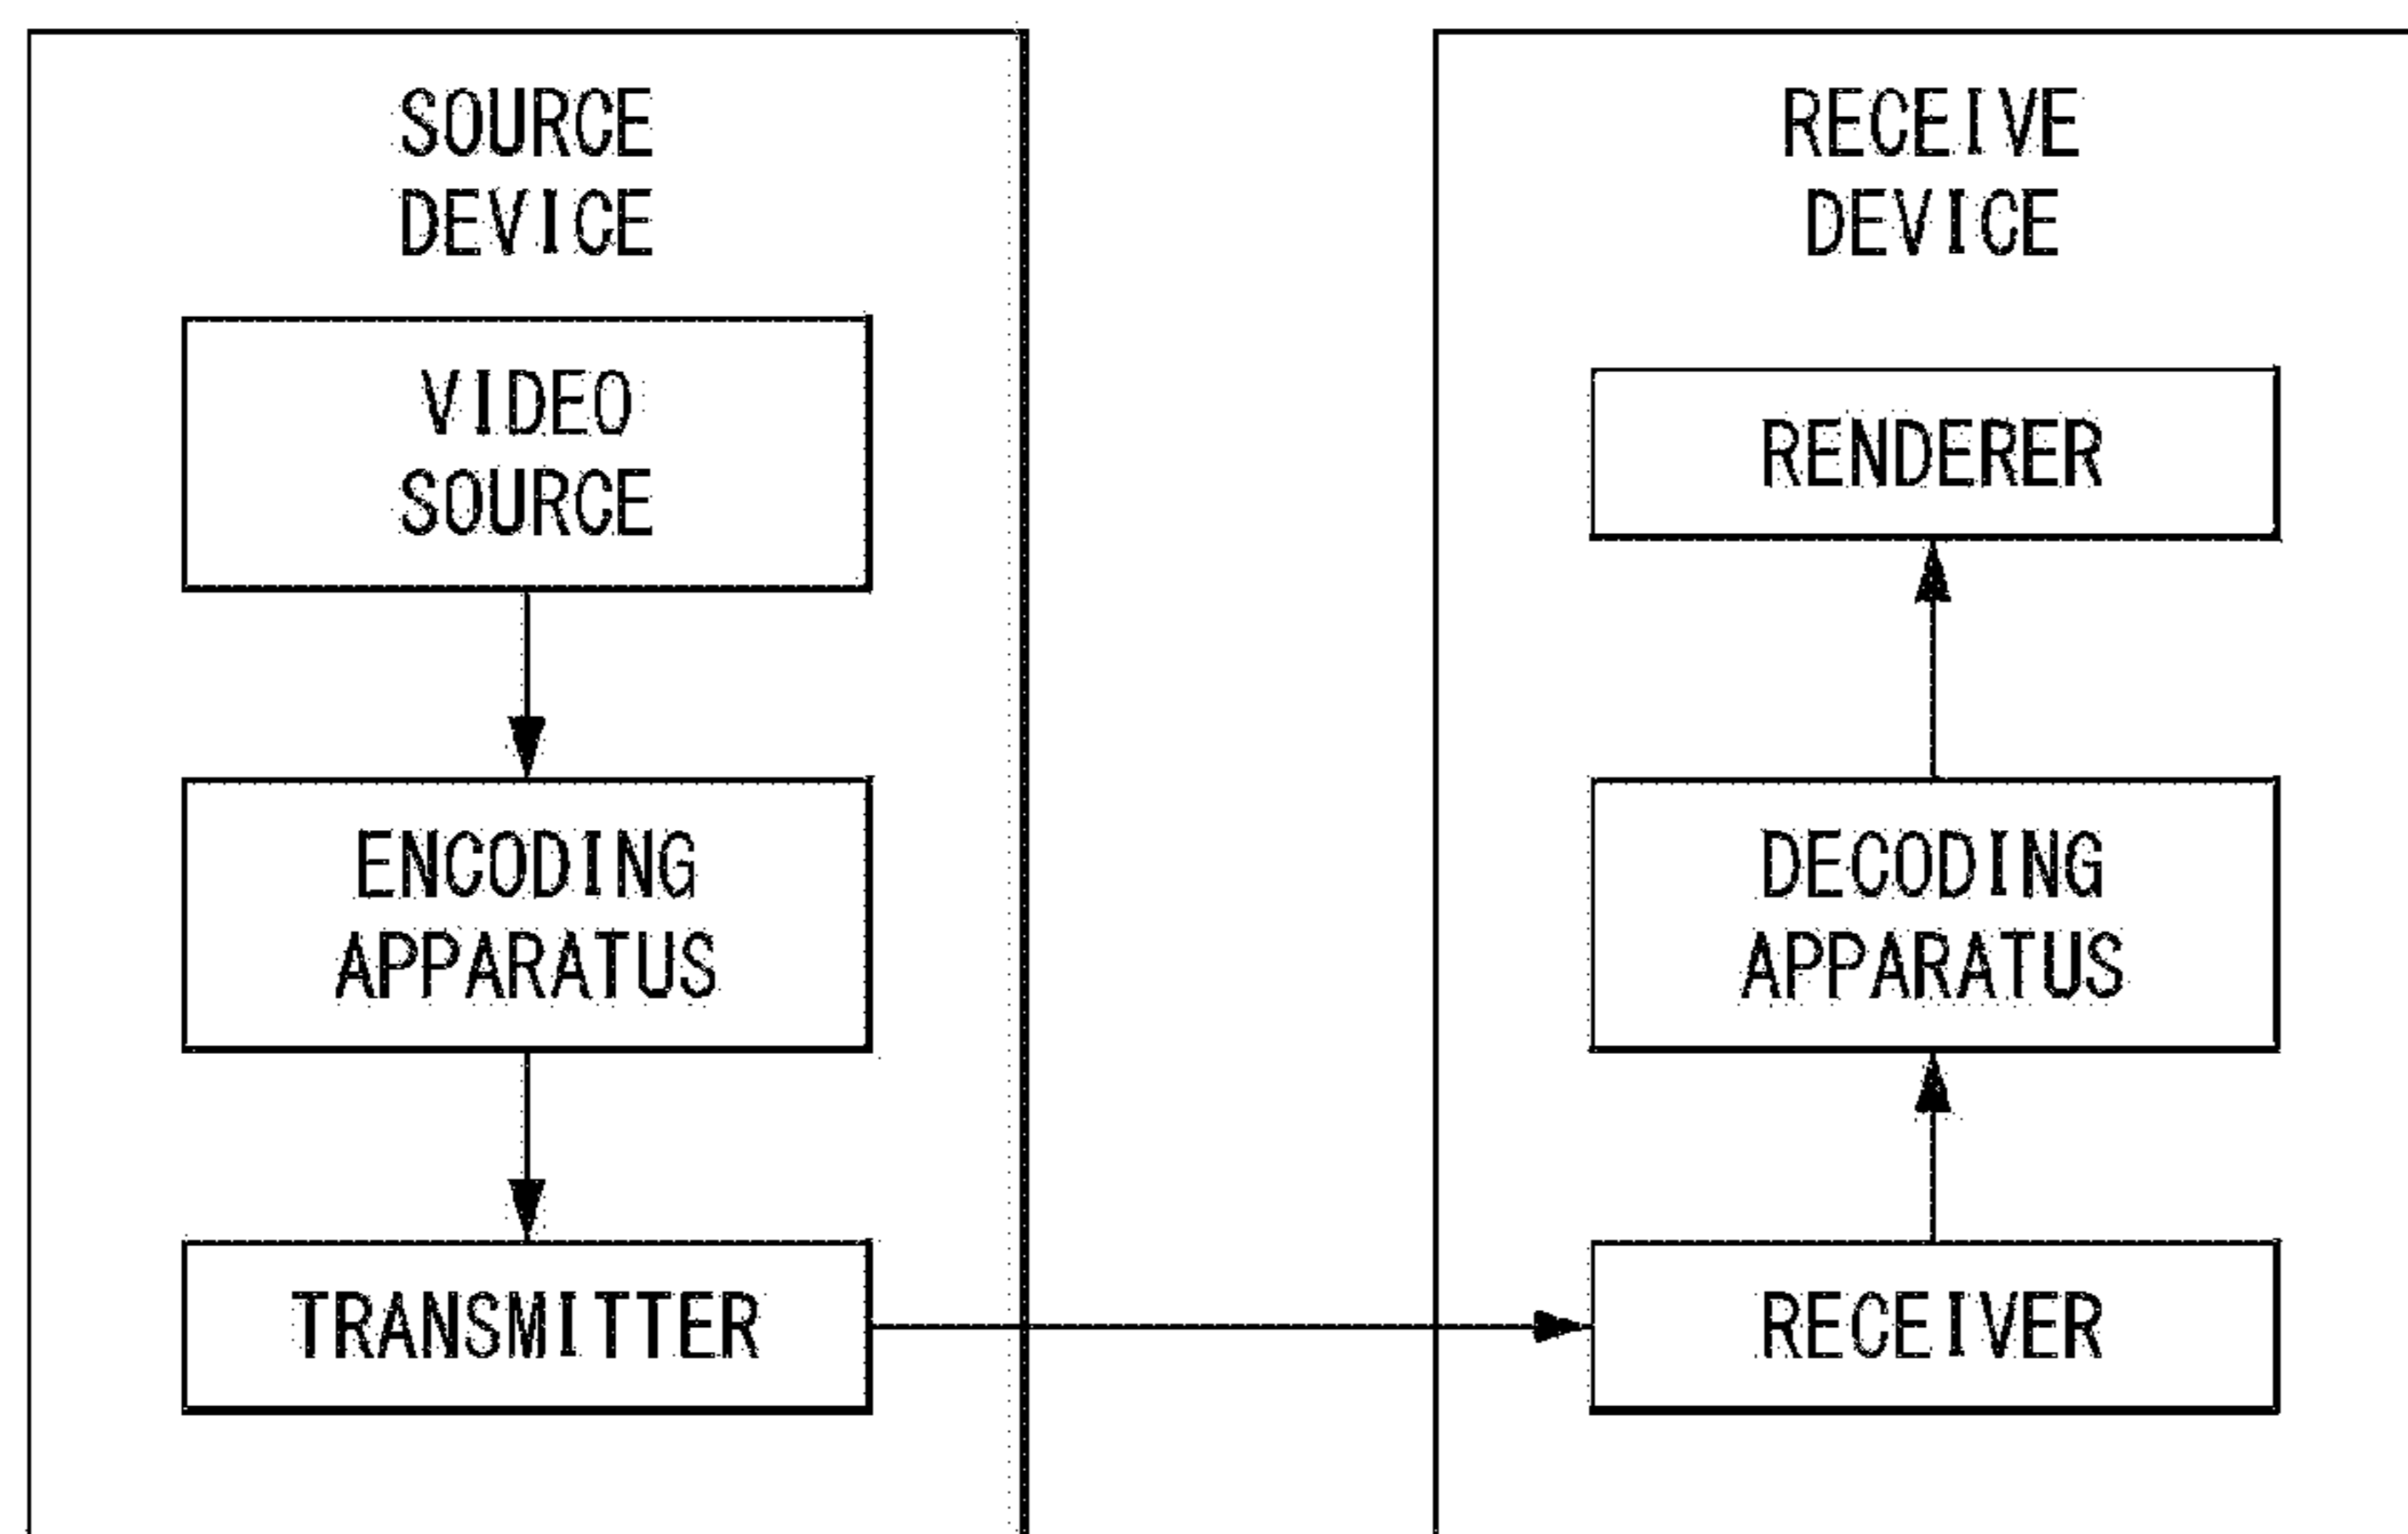 SOURCE
DEVICE
VIDEO
SOURCE
ENCODING
APPARATUS
TRANSMITTER
RECEIVE
DEVICE
RENDERER
DECODING
APPARATUS
RECEIVER